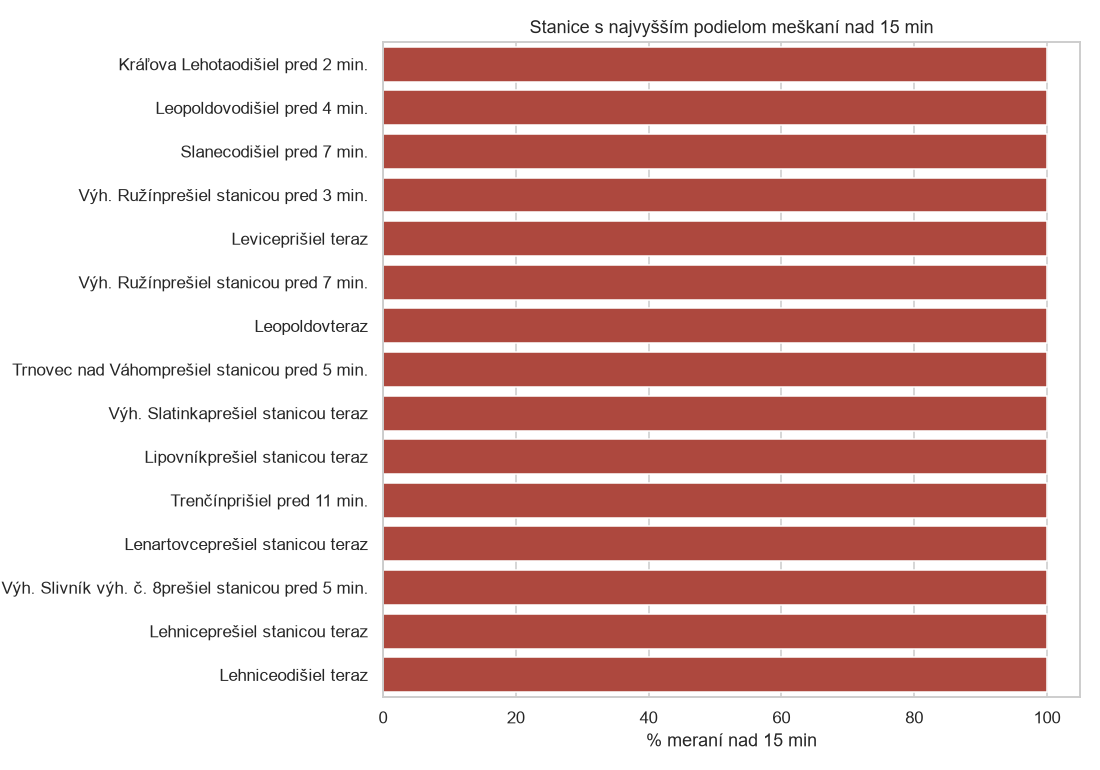 Stanice s najvyšším podielom meškaní nad 15 min
Kráľova Lehotaodišiel pred 2 min.
Leopoldovodišiel pred 4 min.
Slanecodišiel pred 7 min.
Výh. Ružínprešiel stanicou pred 3 min.
Leviceprišiel teraz
Výh. Ružínprešiel stanicou pred 7 min.
Leopoldovteraz
Trnovec nad Váhomprešiel stanicou pred 5 min.
Výh. Slatinkaprešiel stanicou teraz
Lipovníkprešiel stanicou teraz
Trenčínprišiel pred 11 min.
Lenartovceprešiel stanicou teraz
Výh. Slivník výh. č. 8prešiel stanicou pred 5 min.
Lehniceprešiel stanicou teraz
Lehniceodišiel teraz
0 20 40 60 80 100
% meraní nad 15 min